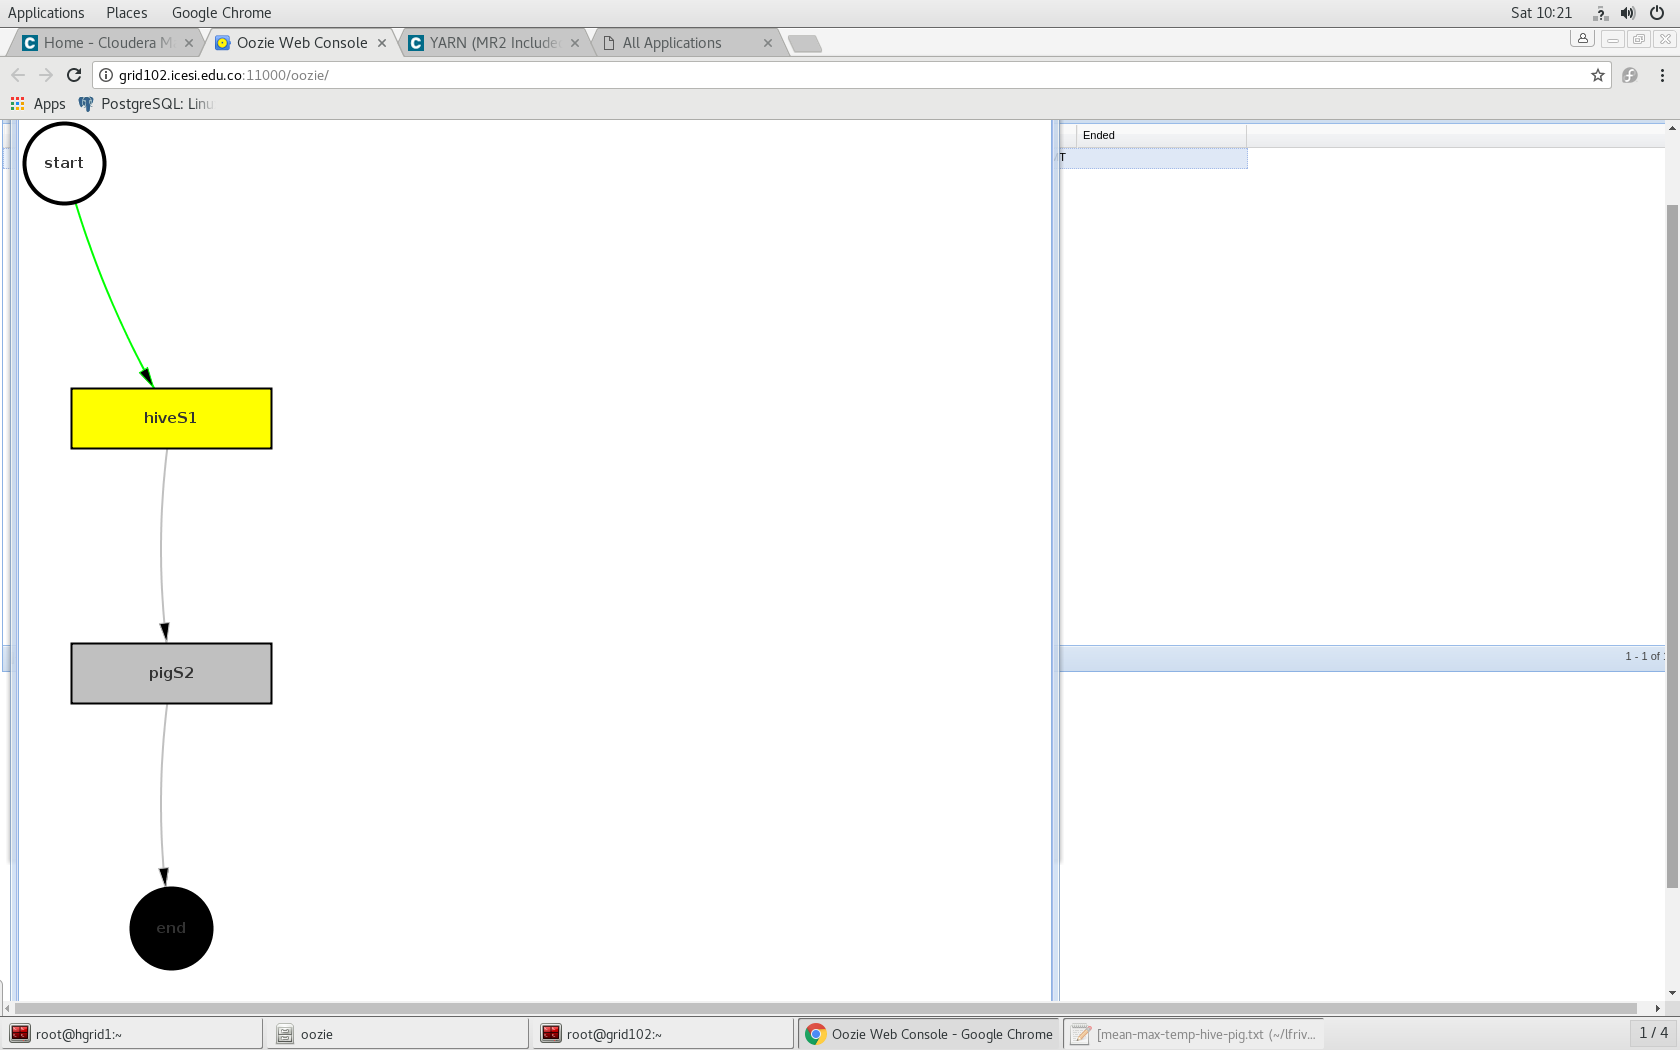 Applications Places Google Chrome Sat 10:21
Home - Cloudera M Oozie Web Console YARN (MR2 Include All Applications
grid102.icesi.edu.co:11000/oozie/
Apps PostgreSQL: Linu
Ended
T
start
hiveS1
1 - 1 of
pigS2
end
root@hgrid1:~ oozie root@grid102:~ Oozie Web Console - Google Chrome [mean-max-temp-hive-pig.txt (~/lfriv... 1 / 4